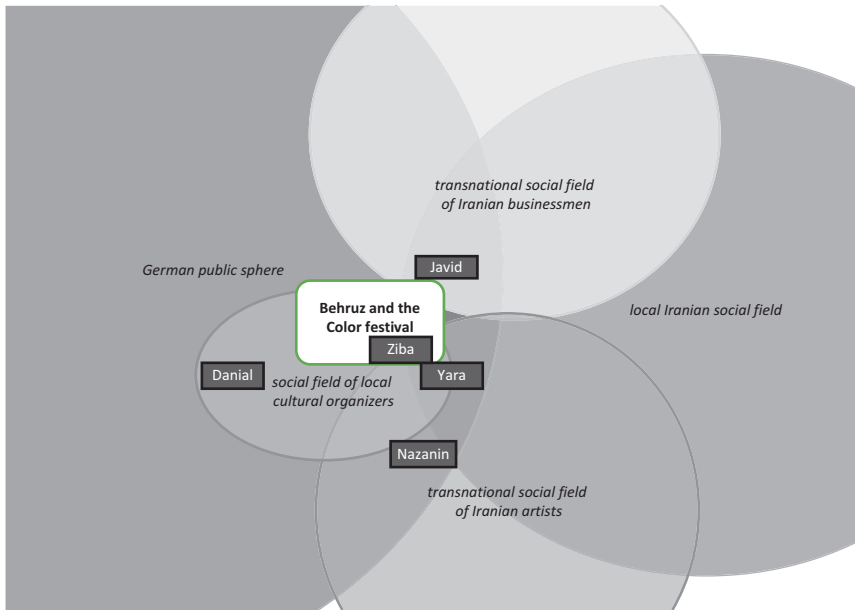 transnational social field
of Iranian businessmen
German public sphere
Javid
Behruz and the
Color festival
local Iranian social field
Ziba
Danial
social field of local
cultural organizers
Yara
Nazanin
transnational social field
of Iranian artists